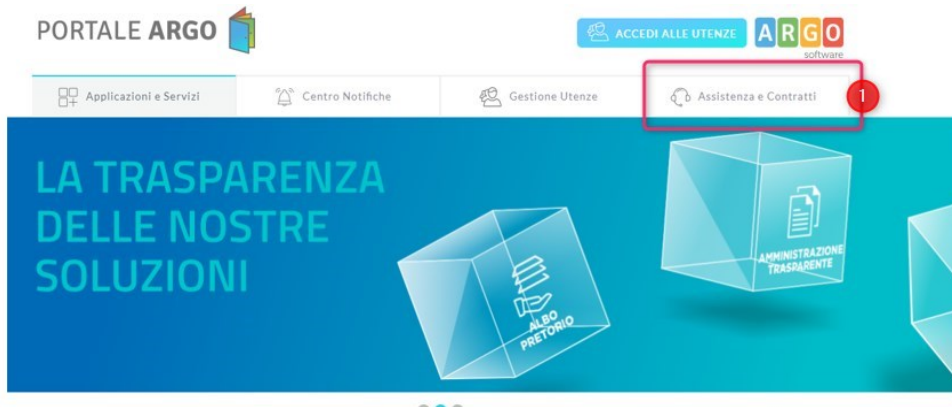 PORTALE ARGO
ACCEDI ALLE UTENZE
ARGO
software
Applicazioni e Servizi
Centro Notifiche
Gestione Utenze
Assistenza e Contratti
1
LA TRASPARENZA
DELLE NOSTRE
SOLUZIONI
ALBO
PRETORIO
AMMINISTRAZIONE
TRASPARENTE